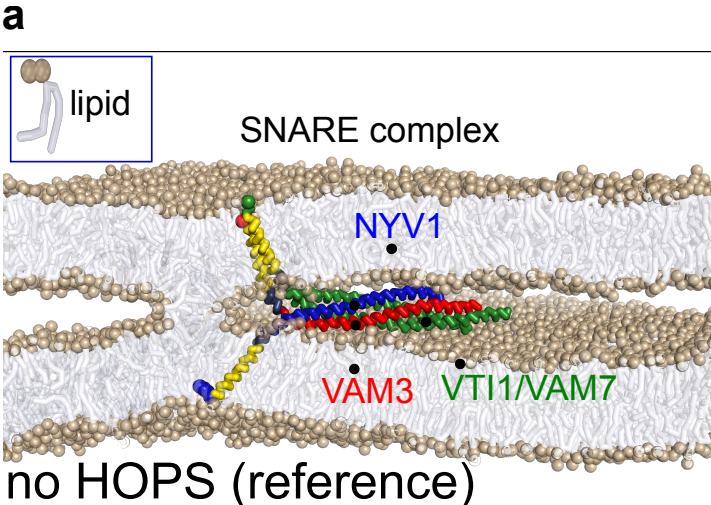 a
lipid
SNARE complex
NYV1
VAM3
VTI1/VAM7
no HOPS (reference)